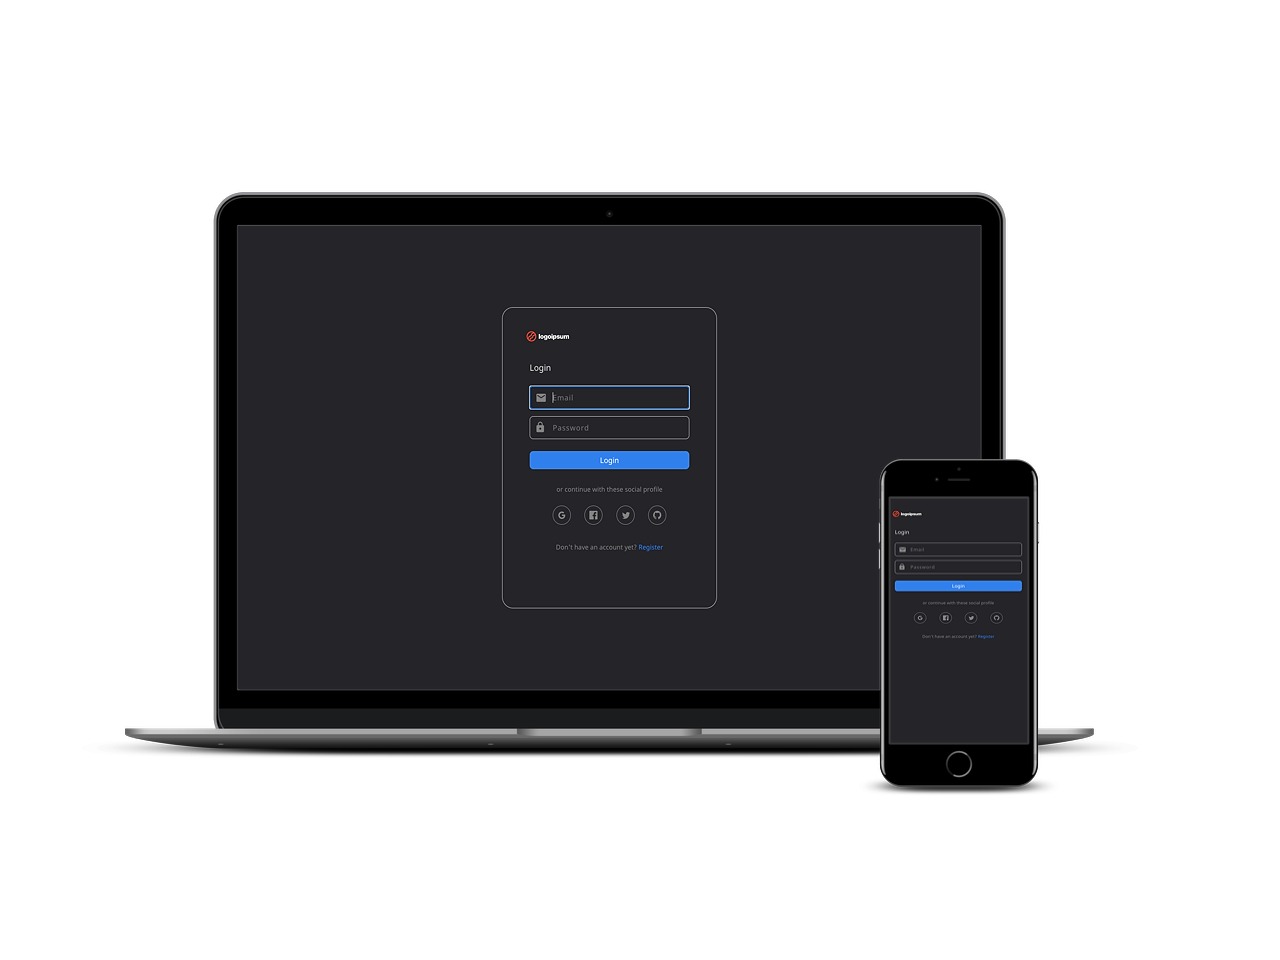 logoipsum
Login
Email
Password
Login
or continue with these social profile
Don't have an account yet? Register
logoipsum
Login
Email
Password
Login
or continue with these social profile
Don't have an account yet? Register